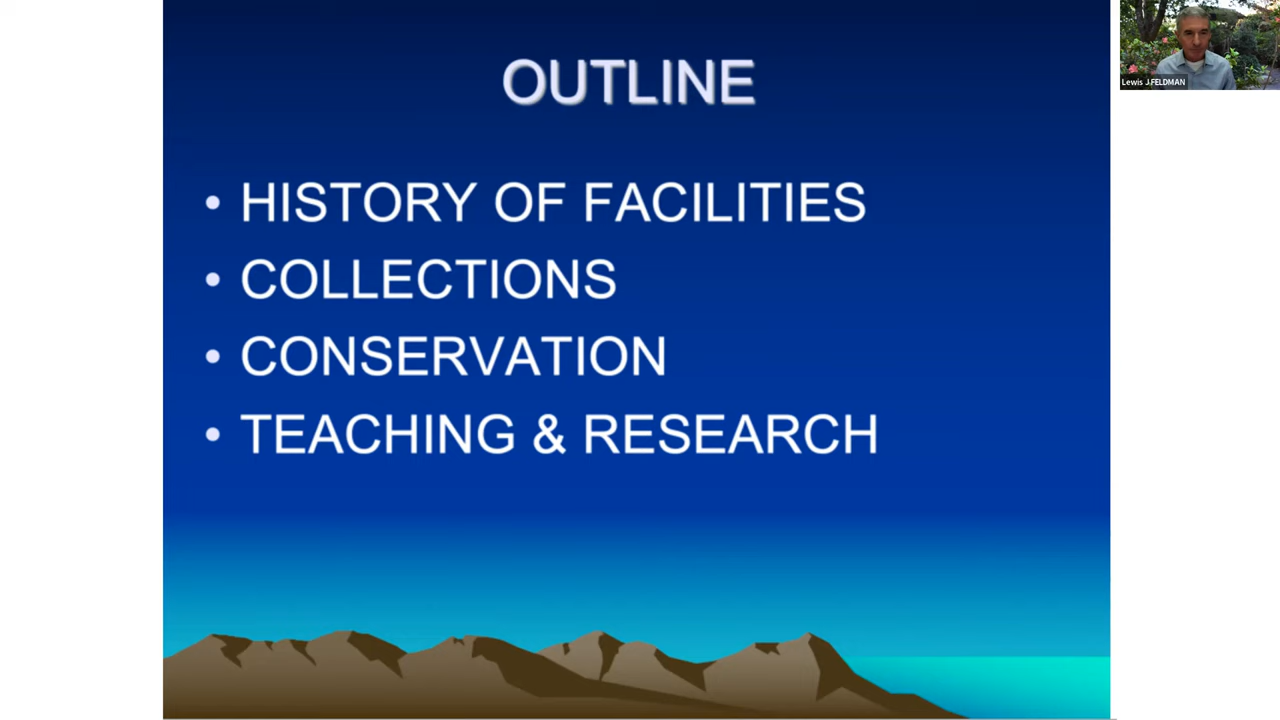 OUTLINE
• HISTORY OF FACILITIES
• COLLECTIONS
• CONSERVATION
• TEACHING & RESEARCH
Lewis J.FELDMAN